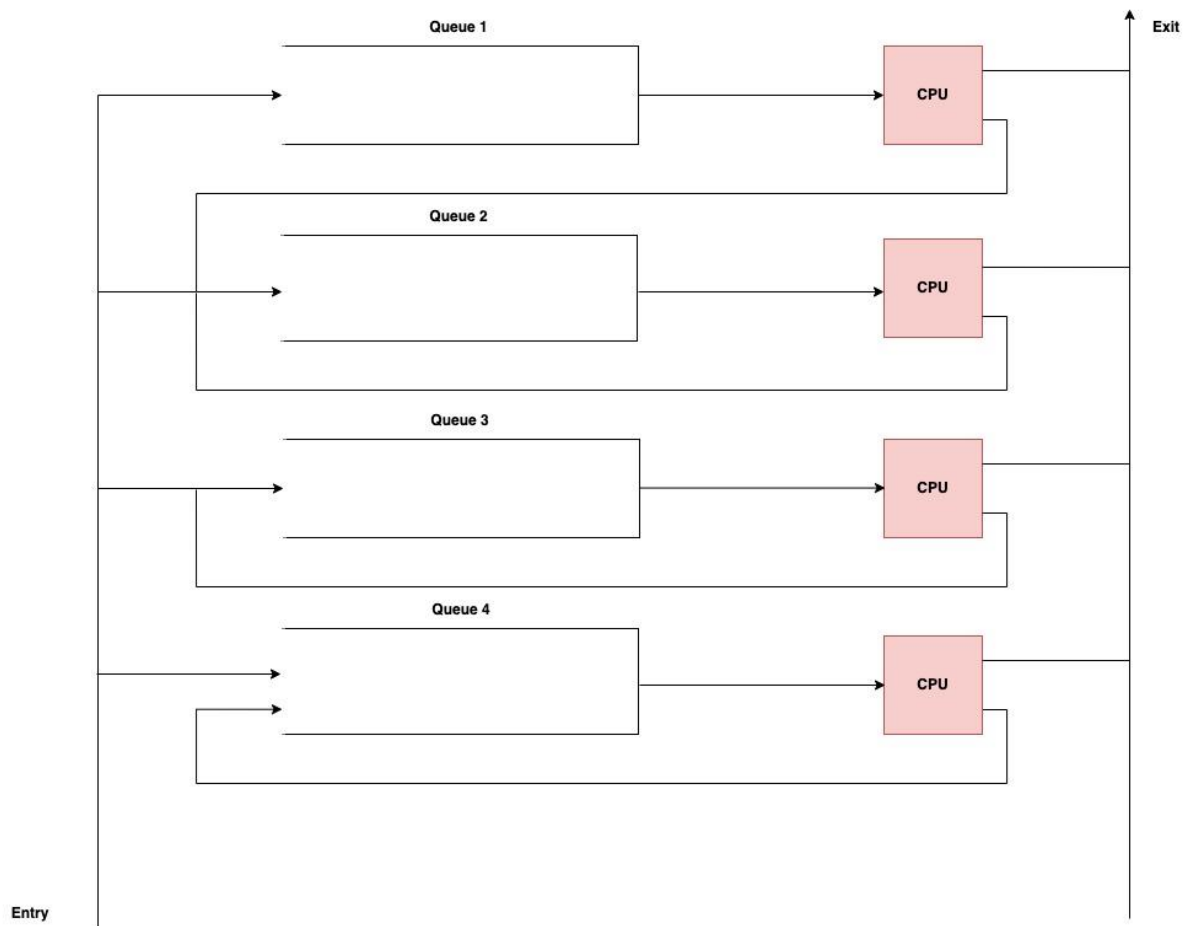 Queue 1
Exit
CPU
Queue 2
CPU
Queue 3
CPU
Queue 4
CPU
Entry